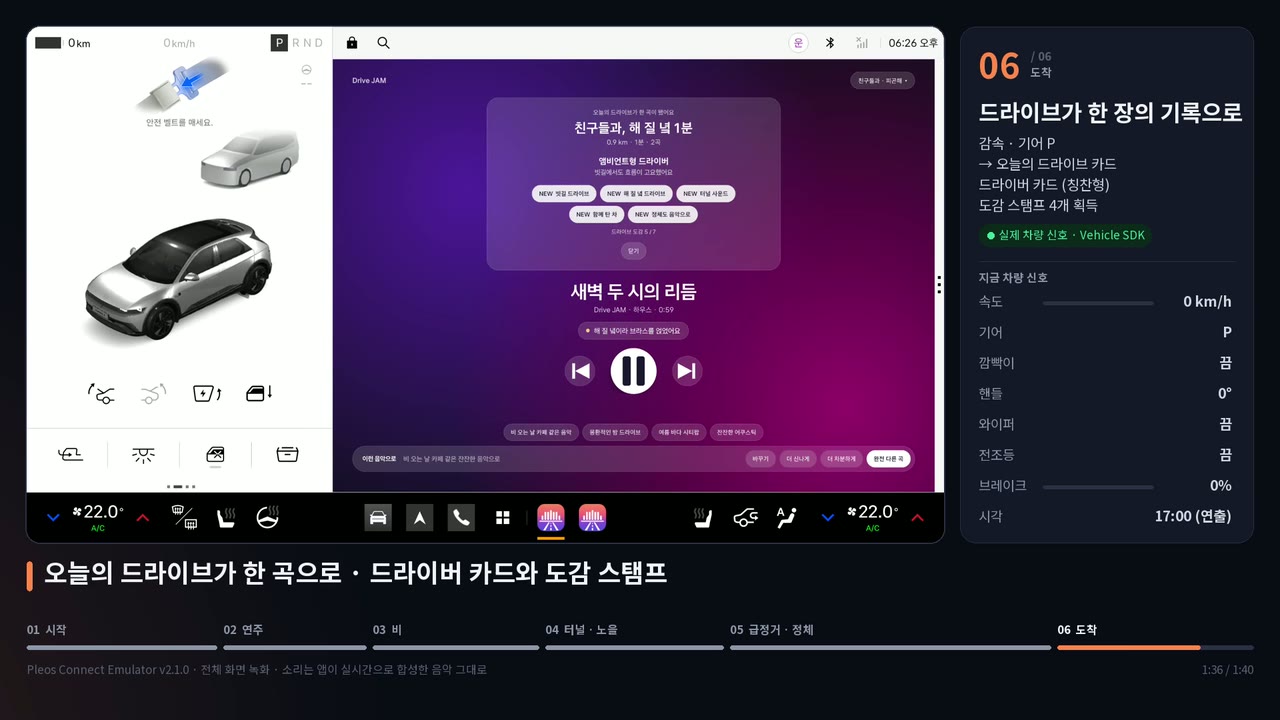 0 km
0 km/h
P R N D
06:26 오후
안전 벨트를 매세요.
Drive JAM
친구들과 · 퇴근해 •
오늘의 드라이브가 한 곡이 됐어요
친구들과, 해 질 녘 1분
0.9 km · 1분 · 2곡
앰비언트형 드라이버
빗길에서도 흐름이 고요했어요
NEW 빗길 드라이브
NEW 해 질 녘 드라이브
NEW 터널 사운드
NEW 함께 탄 차
NEW 정체도 음악으로
드라이브 도감 5 / 7
닫기
새벽 두 시의 리듬
Drive JAM · 하우스 · 0:59
해 질 녘이라 브라스를 얹었어요
비 오는 날 카페 같은 음악
몽환적인 밤 드라이브
여름 바다 시티팝
잔잔한 어쿠스틱
이런 음악으로
비 오는 날 카페 같은 잔잔한 음악으로
바꾸기
더 신나게
더 차분하게
완전 다른 곡
22.0°
A/C
A
22.0°
A/C
06 / 06
도착
드라이브가 한 장의 기록으로
감속 · 기어 P
→ 오늘의 드라이브 카드
드라이버 카드 (칭찬형)
도감 스탬프 4개 획득
실제 차량 신호 · Vehicle SDK
지금 차량 신호
속도 0 km/h
기어 P
깜빡이 끔
핸들 0°
와이퍼 끔
전조등 끔
브레이크 0%
시각 17:00 (연출)
오늘의 드라이브가 한 곡으로 · 드라이버 카드와 도감 스탬프
01 시작
02 연주
03 비
04 터널 · 노을
05 급정거 · 정체
06 도착
Pleos Connect Emulator v2.1.0 · 전체 화면 녹화 · 소리는 앱이 실시간으로 합성한 음악 그대로
1:36 / 1:40